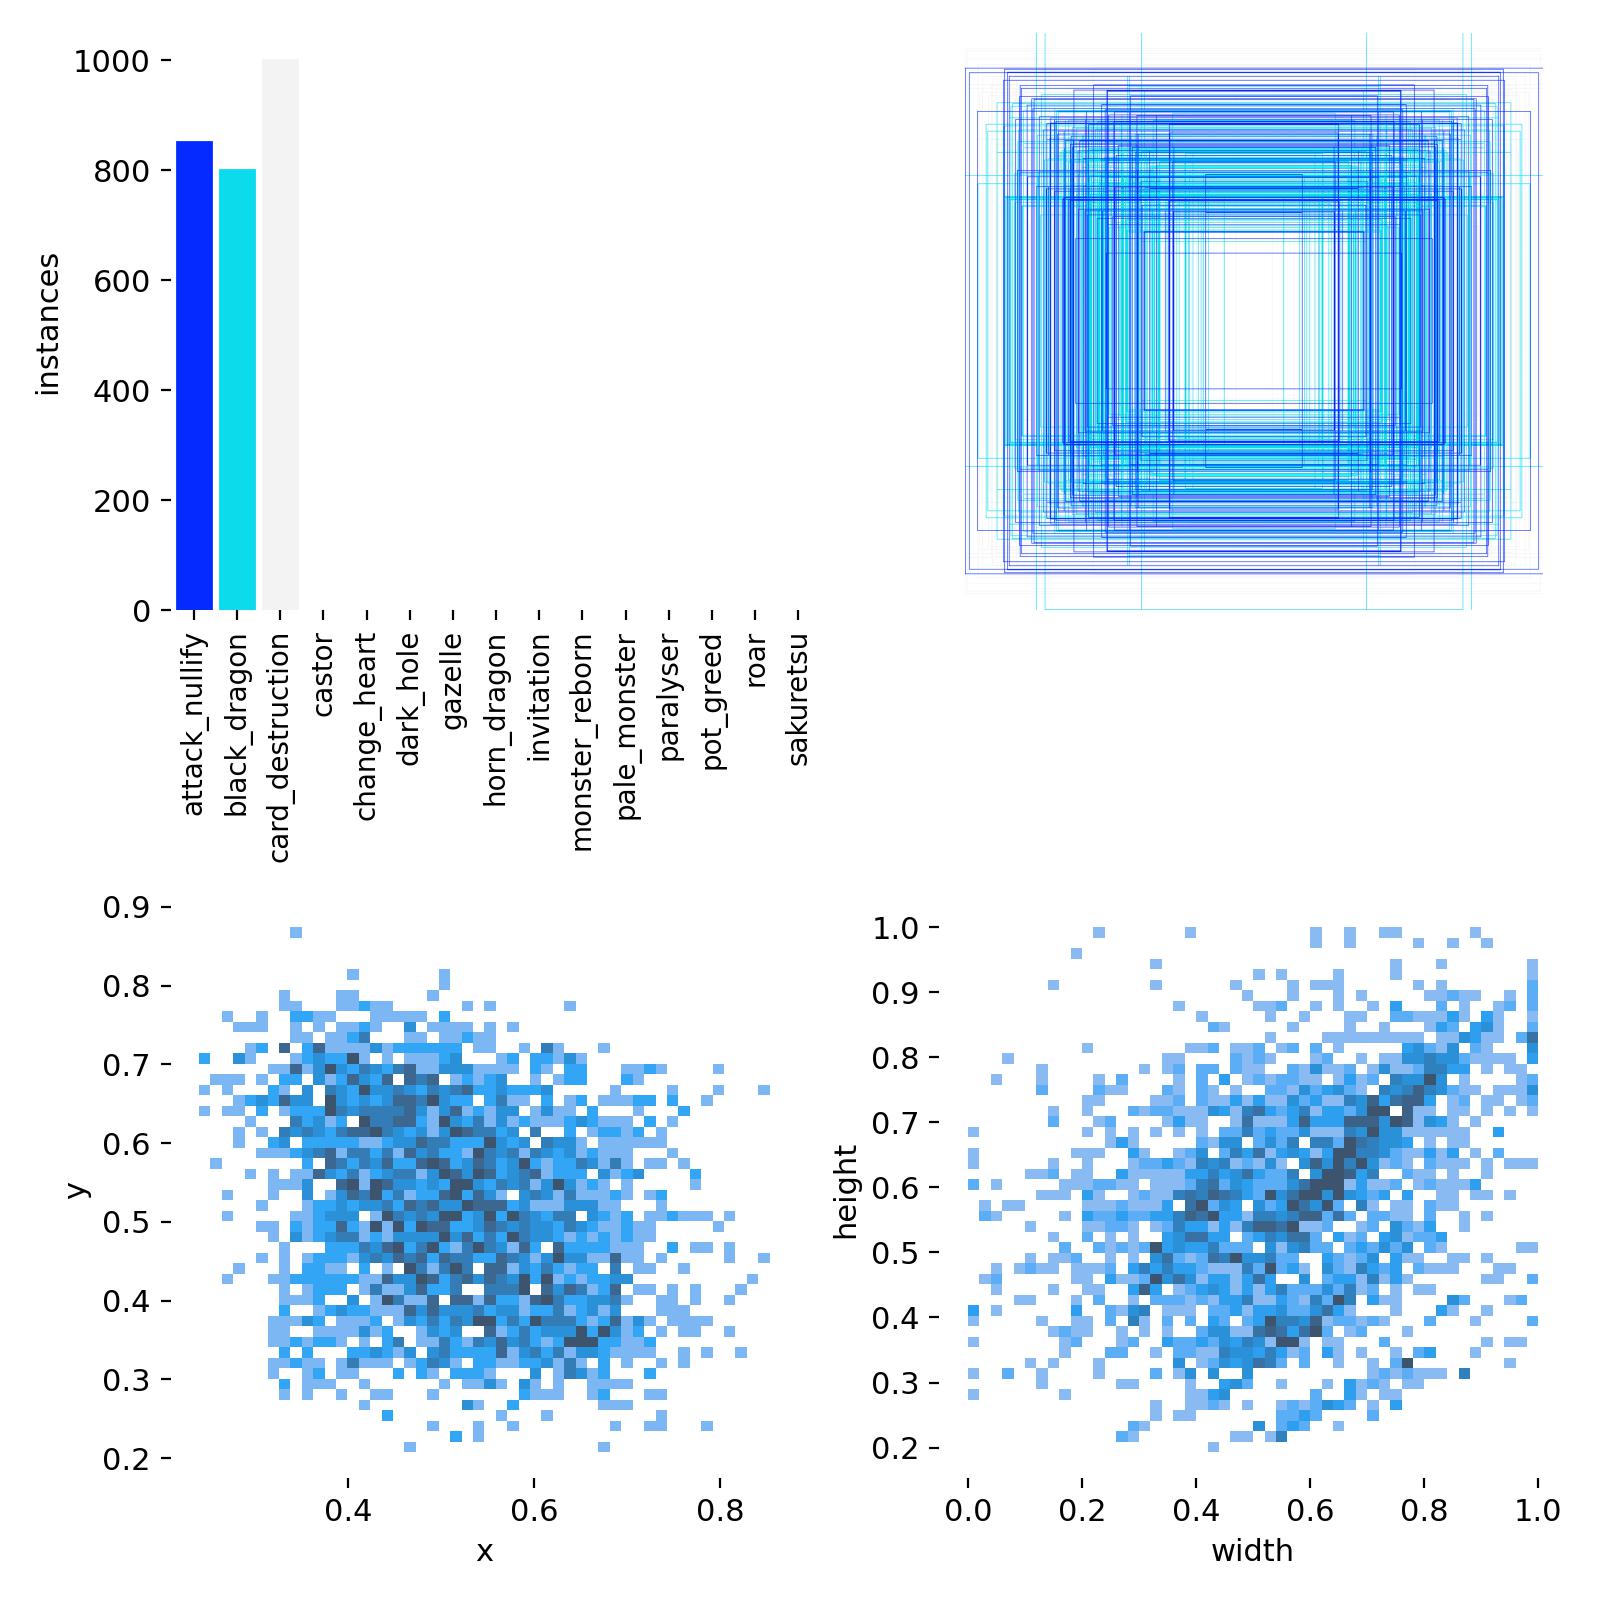 1000
800
600
400
200
0
instances
attack_nullify
black_dragon
card_destruction
castor
change_heart
dark_hole
gazelle
horn_dragon
invitation
monster_reborn
pale_monster
paralyser
pot_greed
roar
sakuretsu
0.9
0.8
0.7
0.6
0.5
0.4
0.3
0.2
y
0.4
0.6
0.8
x
1.0
0.9
0.8
0.7
0.6
0.5
0.4
0.3
0.2
height
0.0
0.2
0.4
0.6
0.8
1.0
width